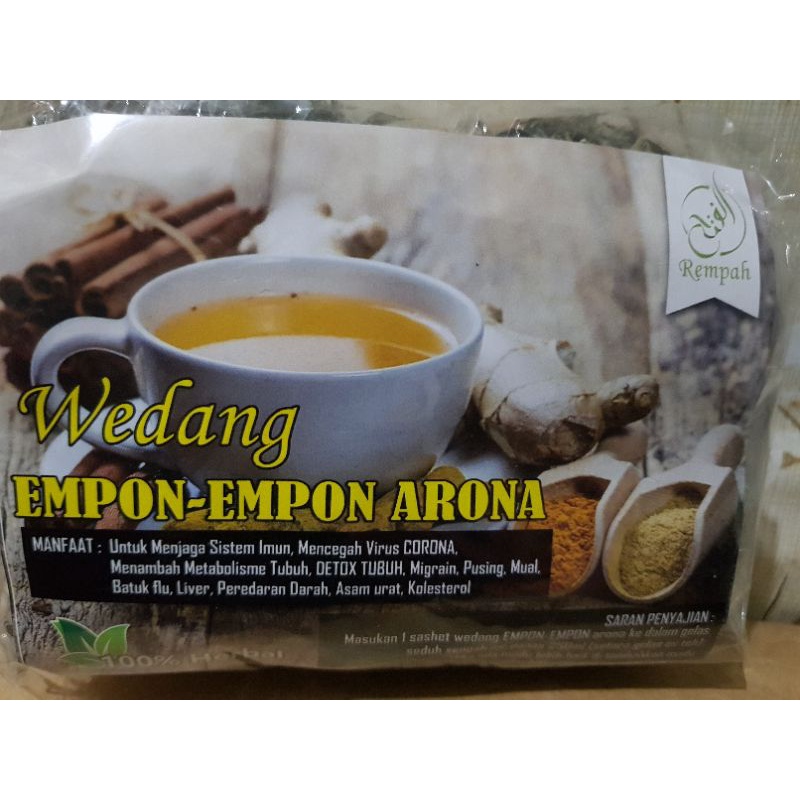 الفناح
Rempah
Wedang
EMPON-EMPON ARONA
MANFAAT : Untuk Menjaga Sistem Imun, Mencegah Virus CORONA,
Menambah Metabolisme Tubuh, DETOX TUBUH, Migrain, Pusing, Mual,
Batuk flu, Liver, Peredaran Darah, Asam urat, Kolesterol
SARAN PENYAJIAN :
Masukan 1 sashet wedang EMPON EMPON arona ke dalam gelas
seduh
100% Herbal